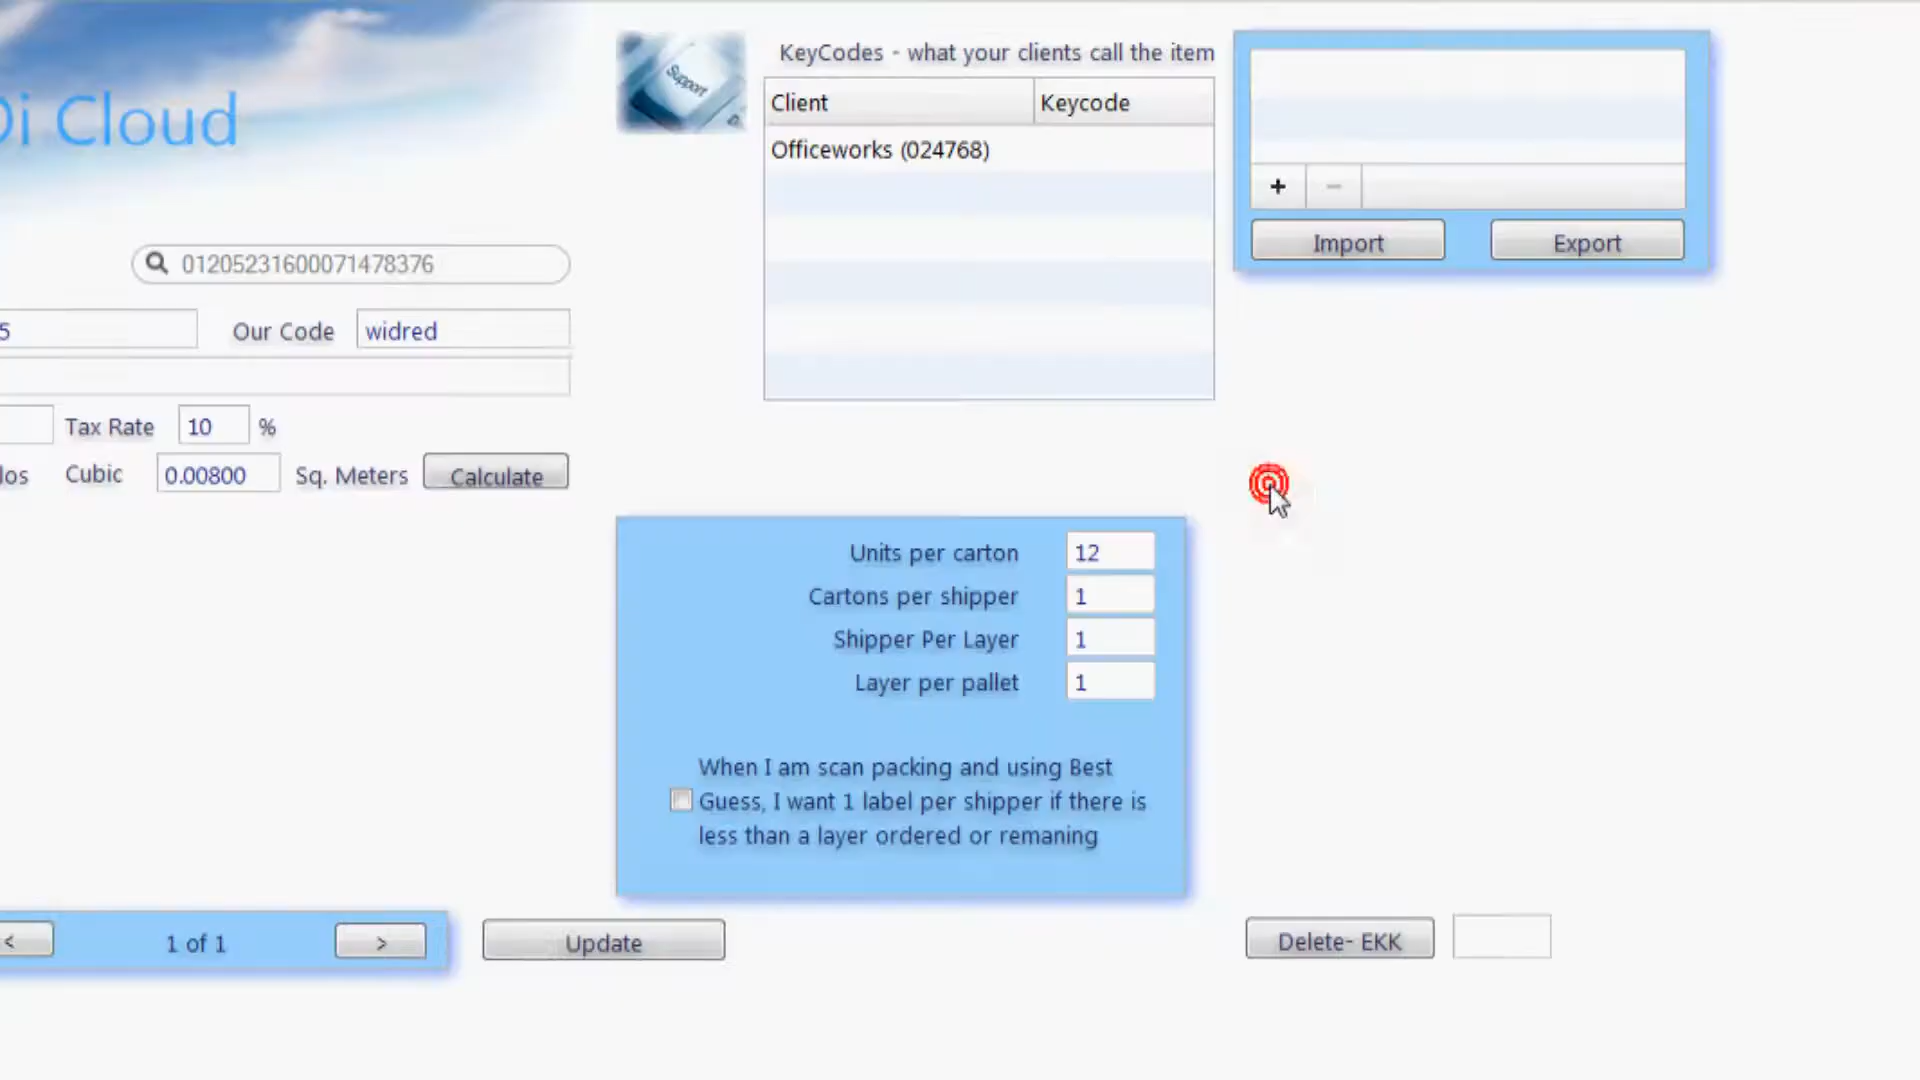 Di Cloud
Support
KeyCodes - what your clients call the item
Client Keycode
Officeworks (024768)
+ −
Import Export
01205231600071478376
5 Our Code widred
Tax Rate 10 %
los Cubic 0.00800 Sq. Meters Calculate
Units per carton 12
Cartons per shipper 1
Shipper Per Layer 1
Layer per pallet 1
When I am scan packing and using Best
Guess, I want 1 label per shipper if there is
less than a layer ordered or remaning
< 1 of 1 > Update Delete- EKK